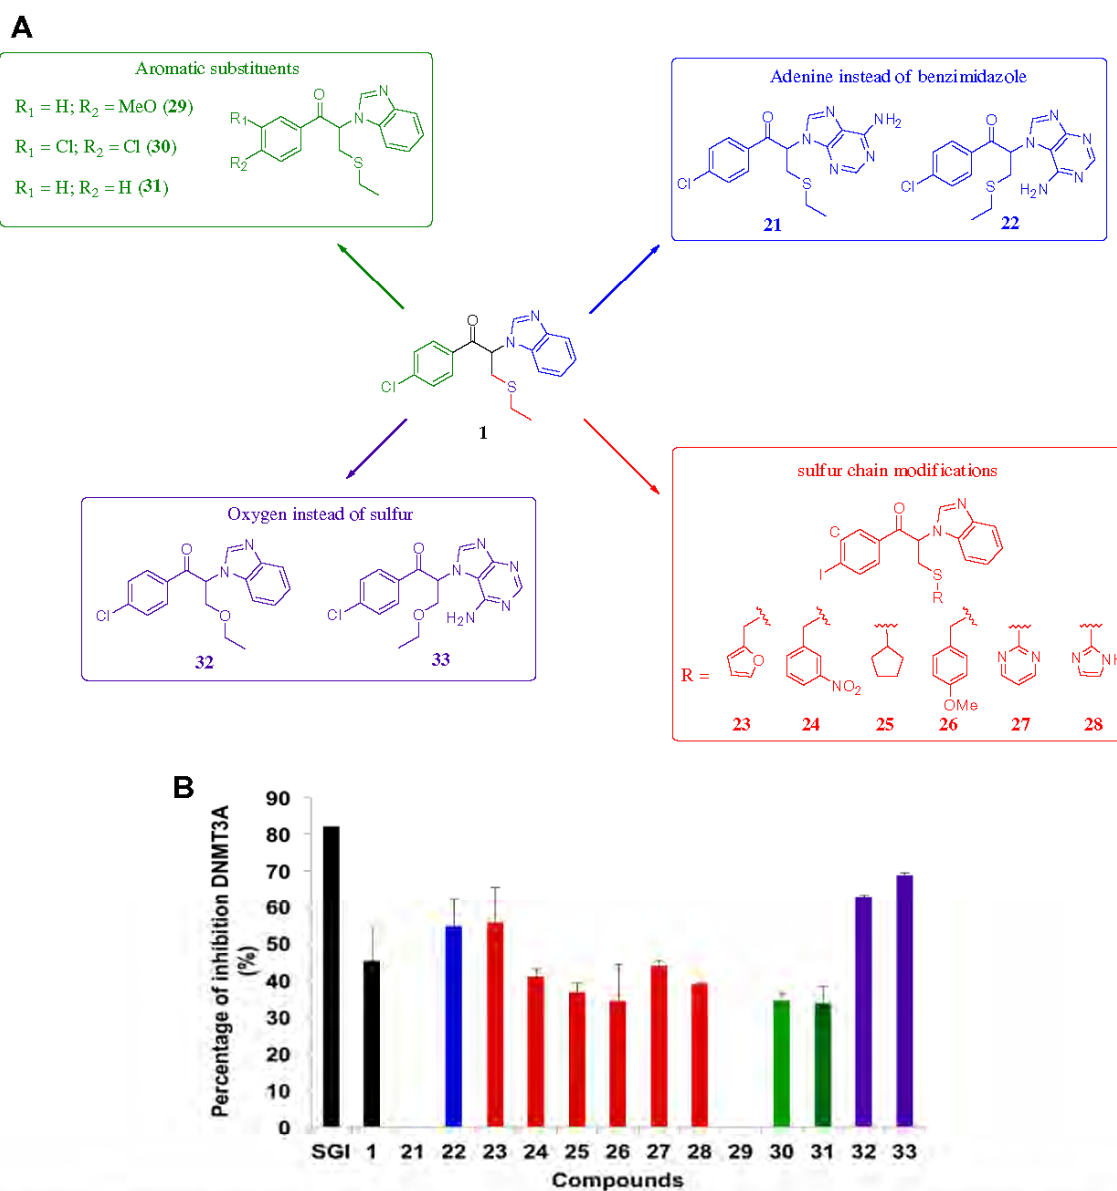 A
Aromatic substituents
R1 = H; R2 = MeO (29)
R1 = Cl; R2 = Cl (30)
R1 = H; R2 = H (31)
O
N
N
R1
R2
S
Adenine instead of benzimidazole
O
N
N
NH2
N
N
Cl
S
21
O
N
N
N
N
Cl
S
H2N
22
O
N
N
Cl
S
1
Oxygen instead of sulfur
O
N
N
Cl
O
32
O
N
N
N
N
Cl
O
H2N
33
sulfur chain modifications
O
N
N
C
I
S
R
R =
O
NO2
OMe
N
N
N
NH
23
24
25
26
27
28
B
Percentage of inhibition DNMT3A
(%)
90
80
70
60
50
40
30
20
10
0
SGI 1 21 22 23 24 25 26 27 28 29 30 31 32 33
Compounds